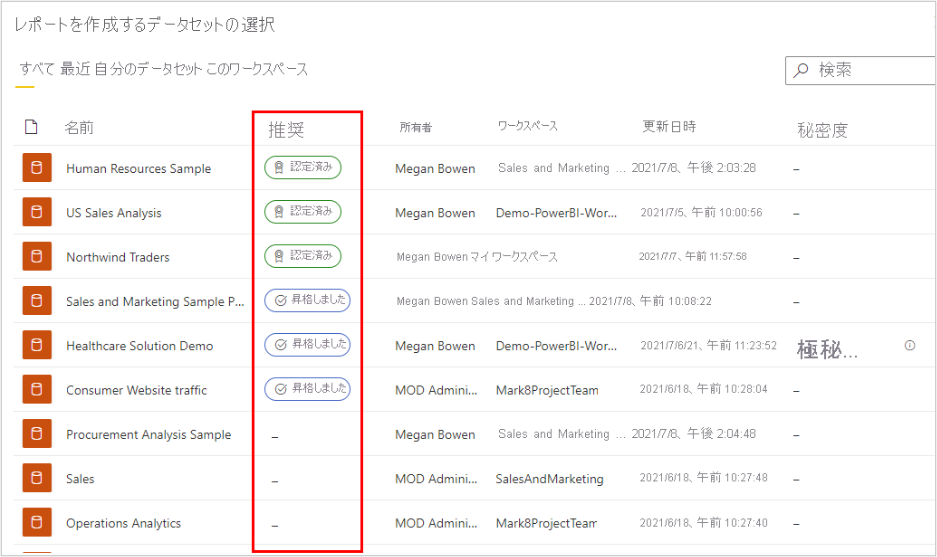 レポートを作成するデータセットの選択
すべて 最近 自分のデータセット このワークスペース
検索
名前 推奨 所有者 ワークスペース 更新日時 秘密度
Human Resources Sample 認定済み Megan Bowen Sales and Marketing ... 2021/7/8、午後 2:03:28 –
US Sales Analysis 認定済み Megan Bowen Demo-PowerBI-Wor... 2021/7/5、午前 10:00:56 –
Northwind Traders 認定済み Megan Bowen マイ ワークスペース 2021/7/7、午前 11:57:58 –
Sales and Marketing Sample P... 昇格しました Megan Bowen Sales and Marketing ... 2021/7/8、午前 10:08:22 –
Healthcare Solution Demo 昇格しました Megan Bowen Demo-PowerBI-Wor... 2021/7/6/21、午前 11:23:52 極秘...
Consumer Website traffic 昇格しました MOD Admini... Mark8ProjectTeam 2021/6/18、午前 10:28:04 –
Procurement Analysis Sample – Megan Bowen Sales and Marketing ... 2021/7/8、午後 2:04:48 –
Sales – MOD Admini... SalesAndMarketing 2021/6/18、午前 10:27:48 –
Operations Analytics – MOD Admini... Mark8ProjectTeam 2021/6/18、午前 10:27:40 –